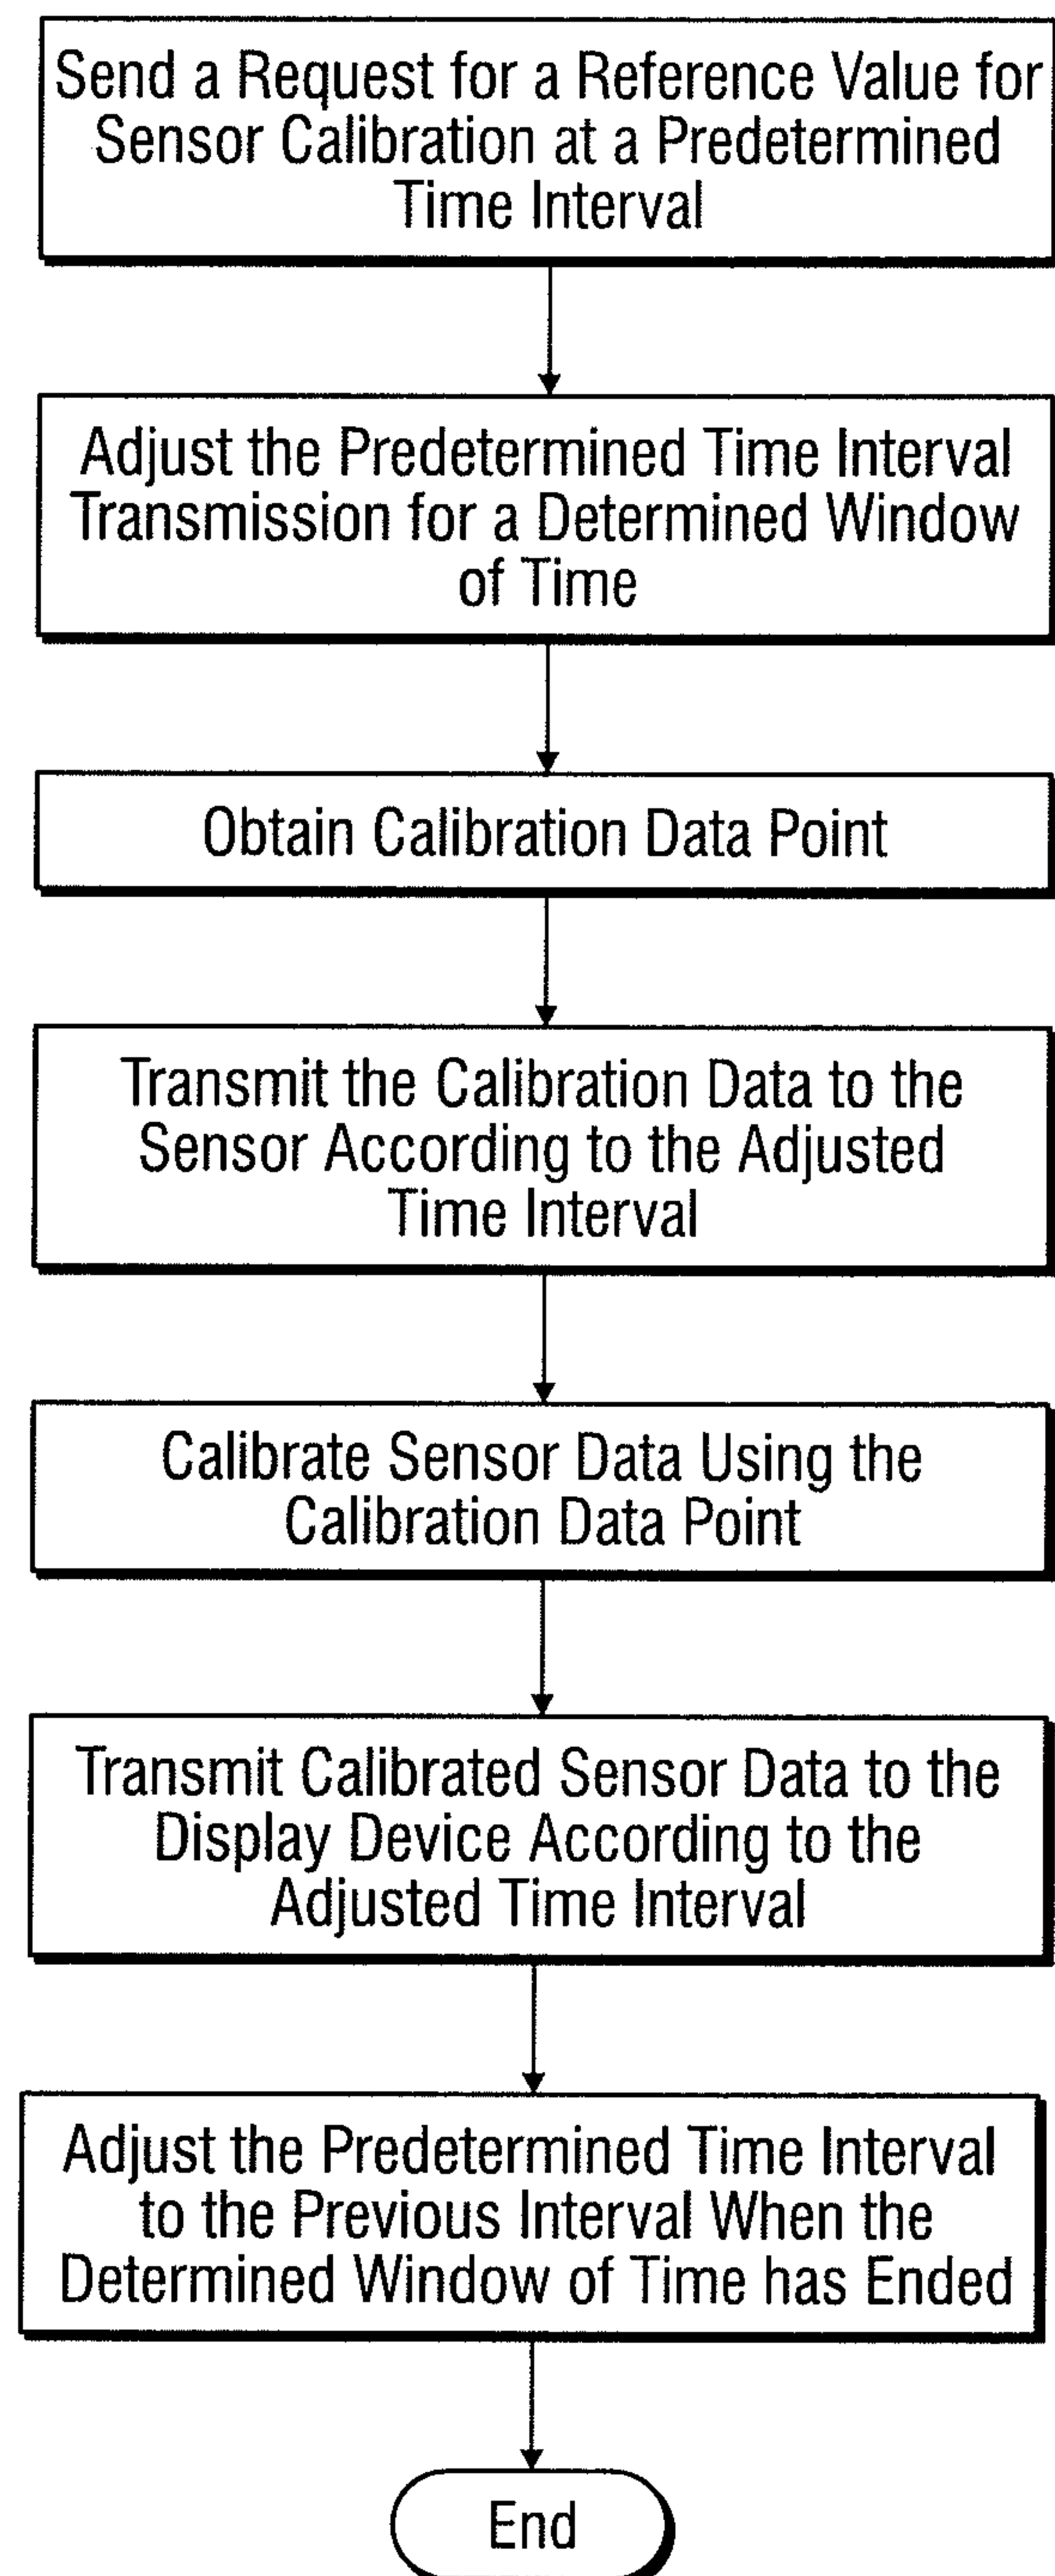 Send a Request for a Reference Value for
Sensor Calibration at a Predetermined
Time Interval
Adjust the Predetermined Time Interval
Transmission for a Determined Window
of Time
Obtain Calibration Data Point
Transmit the Calibration Data to the
Sensor According to the Adjusted
Time Interval
Calibrate Sensor Data Using the
Calibration Data Point
Transmit Calibrated Sensor Data to the
Display Device According to the
Adjusted Time Interval
Adjust the Predetermined Time Interval
to the Previous Interval When the
Determined Window of Time has Ended
End